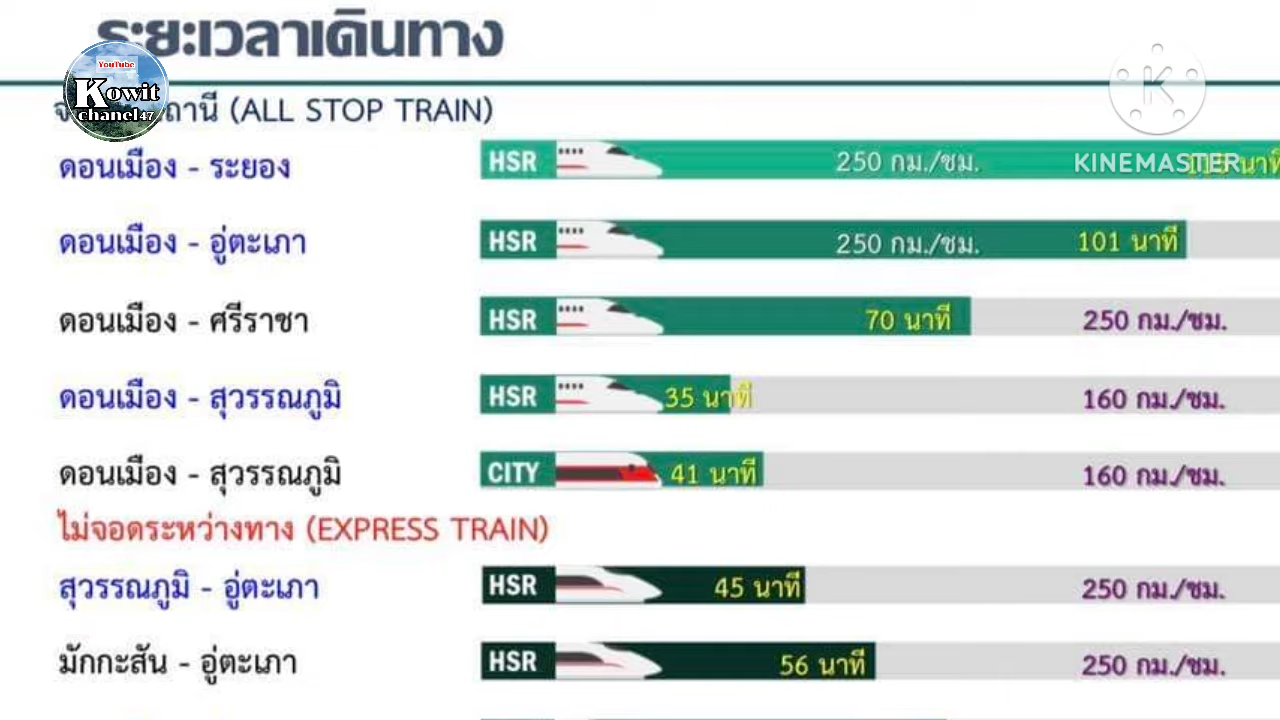 ระยะเวลาเดินทาง
YouTube
Kowit
chanel47
(ALL STOP TRAIN)
ดอนเมือง - ระยอง HSR 250 กม./ชม. นาที
KINEMASTER
ดอนเมือง - อู่ตะเภา HSR 250 กม./ชม. 101 นาที
ดอนเมือง - ศรีราชา HSR 70 นาที 250 กม./ชม.
ดอนเมือง - สุวรรณภูมิ HSR 35 นาที 160 กม./ชม.
ดอนเมือง - สุวรรณภูมิ CITY 41 นาที 160 กม./ชม.
ไม่จอดระหว่างทาง (EXPRESS TRAIN)
สุวรรณภูมิ - อู่ตะเภา HSR 45 นาที 250 กม./ชม.
มักกะสัน - อู่ตะเภา HSR 56 นาที 250 กม./ชม.